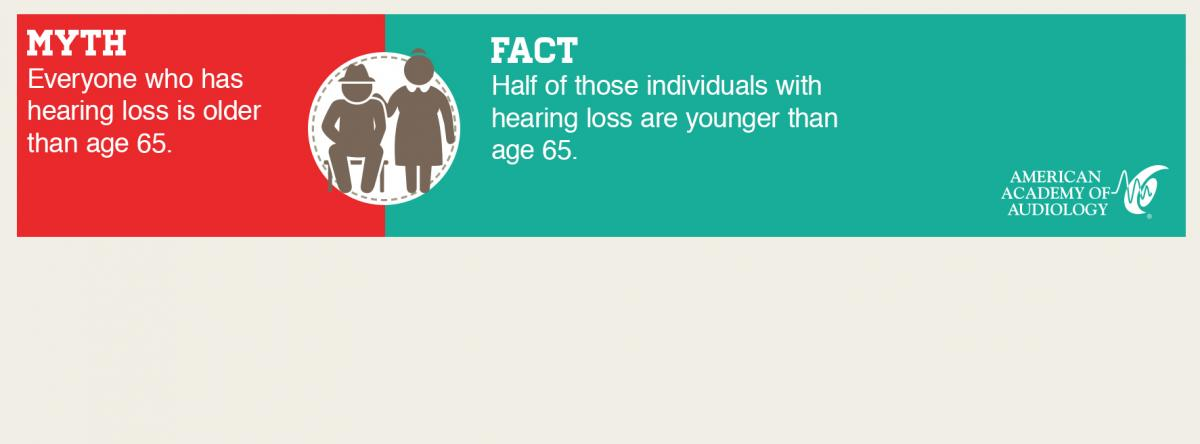 MYTH
Everyone who has
hearing loss is older
than age 65.
FACT
Half of those individuals with
hearing loss are younger than
age 65.
AMERICAN
ACADEMY OF
AUDIOLOGY
®